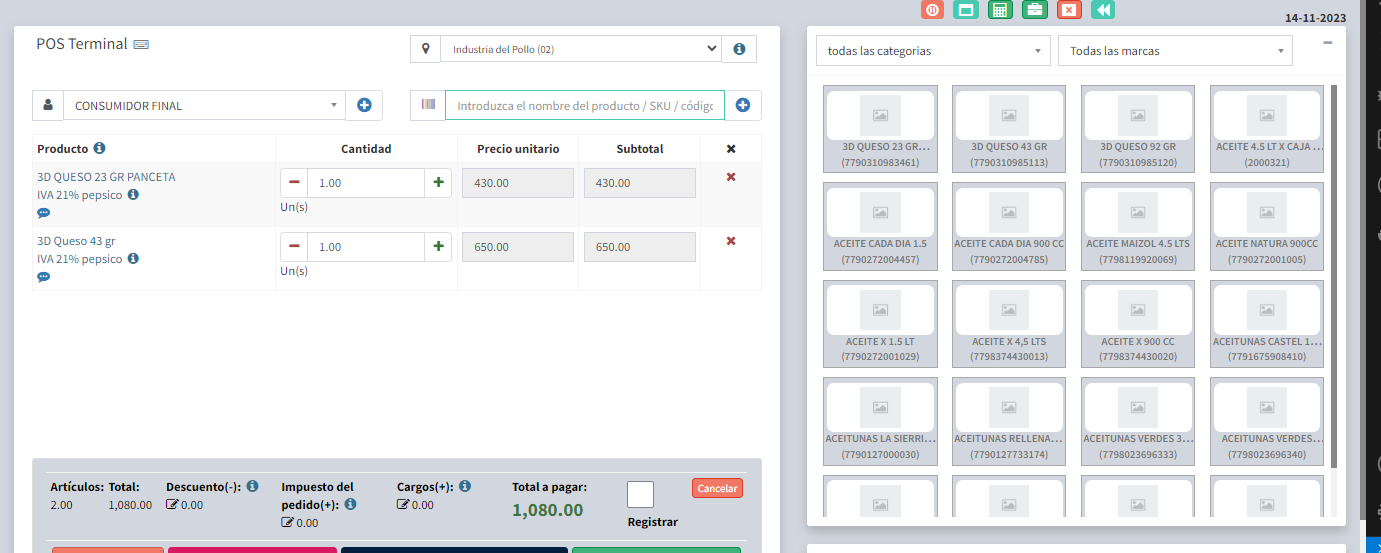 14-11-2023
POS Terminal
Industria del Pollo (02)
CONSUMIDOR FINAL
Introduzca el nombre del producto / SKU / código
Producto Cantidad Precio unitario Subtotal
3D QUESO 23 GR PANCETA
IVA 21% pepsico
1.00 430.00 430.00
Un(s)
3D Queso 43 gr
IVA 21% pepsico
1.00 650.00 650.00
Un(s)
Artículos: Total: Descuento(-): Impuesto del pedido(+): Cargos(+): Total a pagar:
2.00 1,080.00 0.00 0.00 0.00 1,080.00
Registrar
Cancelar
todas las categorias Todas las marcas
3D QUESO 23 GR... 3D QUESO 43 GR 3D QUESO 92 GR ACEITE 4.5 LT X CAJA ...
(7790310983461) (7790310985113) (7790310985120) (2000321)
ACEITE CADA DIA 1.5 ACEITE CADA DIA 900 CC ACEITE MAIZOL 4.5 LTS ACEITE NATURA 900CC
(7790272004457) (7790272004785) (7798119920069) (7790272001005)
ACEITE X 1.5 LT ACEITE X 4,5 LTS ACEITE X 900 CC ACEITUNAS CASTEL 1...
(7790272001029) (7798374430013) (7798374430020) (7791675908410)
ACEITUNAS LA SIERRI... ACEITUNAS RELLENA... ACEITUNAS VERDES 3... ACEITUNAS VERDES...
(7790127000030) (7790127733174) (7798023696333) (7798023696340)